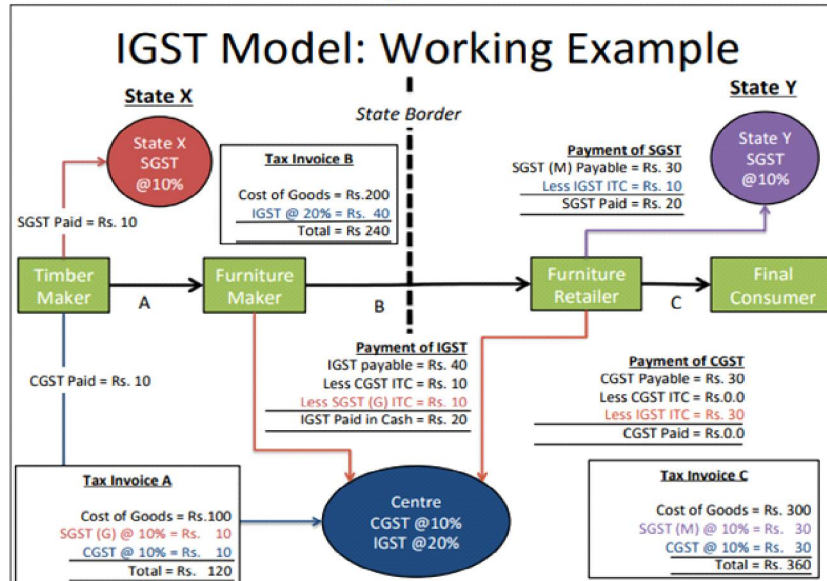 IGST Model: Working Example
State X
State Y
State Border
State X
SGST
@10%
Tax Invoice B
Cost of Goods = Rs.200
IGST @ 20% = Rs. 40
Total = Rs 240
Payment of SGST
SGST (M) Payable = Rs. 30
Less IGST ITC = Rs. 10
SGST Paid = Rs. 20
State Y
SGST
@10%
SGST Paid = Rs. 10
Timber
Maker
A
Furniture
Maker
B
Furniture
Retailer
C
Final
Consumer
CGST Paid = Rs. 10
Payment of IGST
IGST payable = Rs. 40
Less CGST ITC = Rs. 10
Less SGST (G) ITC = Rs. 10
IGST Paid in Cash = Rs. 20
Payment of CGST
CGST Payable = Rs. 30
Less CGST ITC = Rs.0.0
Less IGST ITC = Rs. 30
CGST Paid = Rs.0.0
Tax Invoice A
Cost of Goods = Rs.100
SGST (G) @ 10% = Rs. 10
CGST @ 10% = Rs. 10
Total = Rs. 120
Centre
CGST @10%
IGST @20%
Tax Invoice C
Cost of Goods = Rs. 300
SGST (M) @ 10% = Rs. 30
CGST @ 10% = Rs. 30
Total = Rs. 360